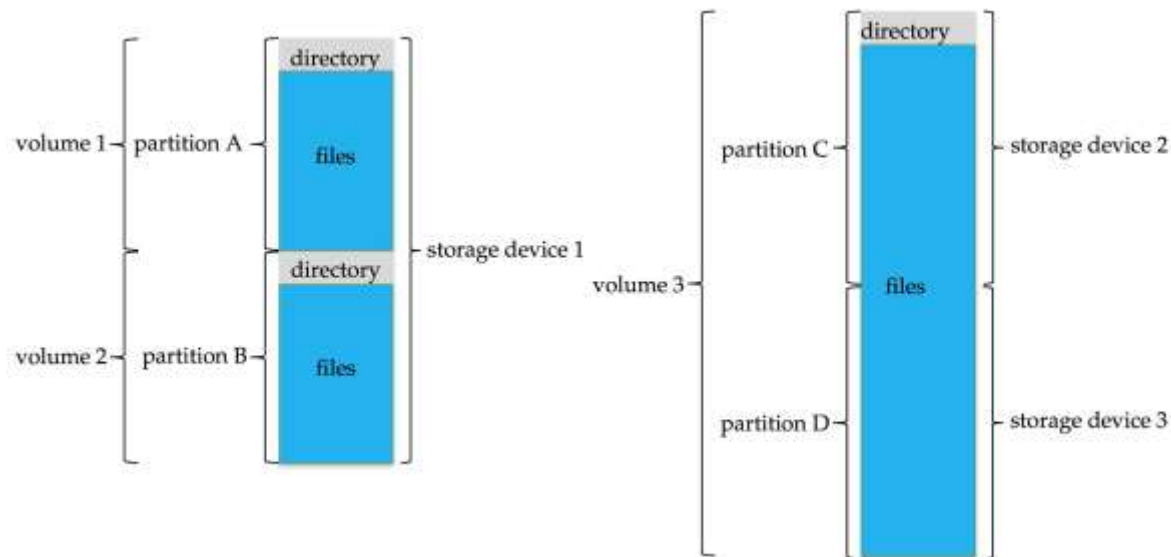 directory
volume 1
partition A
files
storage device 1
directory
volume 2
partition B
files
directory
partition C
storage device 2
volume 3
files
partition D
storage device 3